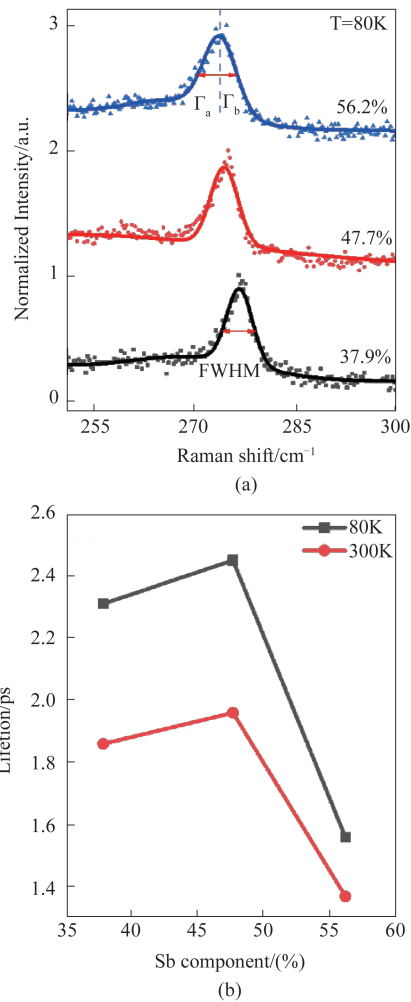 T=80K
3
Γa Γb
56.2%
2
Normalized Intensity/a.u.
47.7%
1
FWHM
37.9%
0
255 270 285 300
Raman shift/cm⁻¹
(a)
2.6
80K
300K
2.4
2.2
2.0
Lifetion/ps
1.8
1.6
1.4
35 40 45 50 55 60
Sb component/(%)
(b)